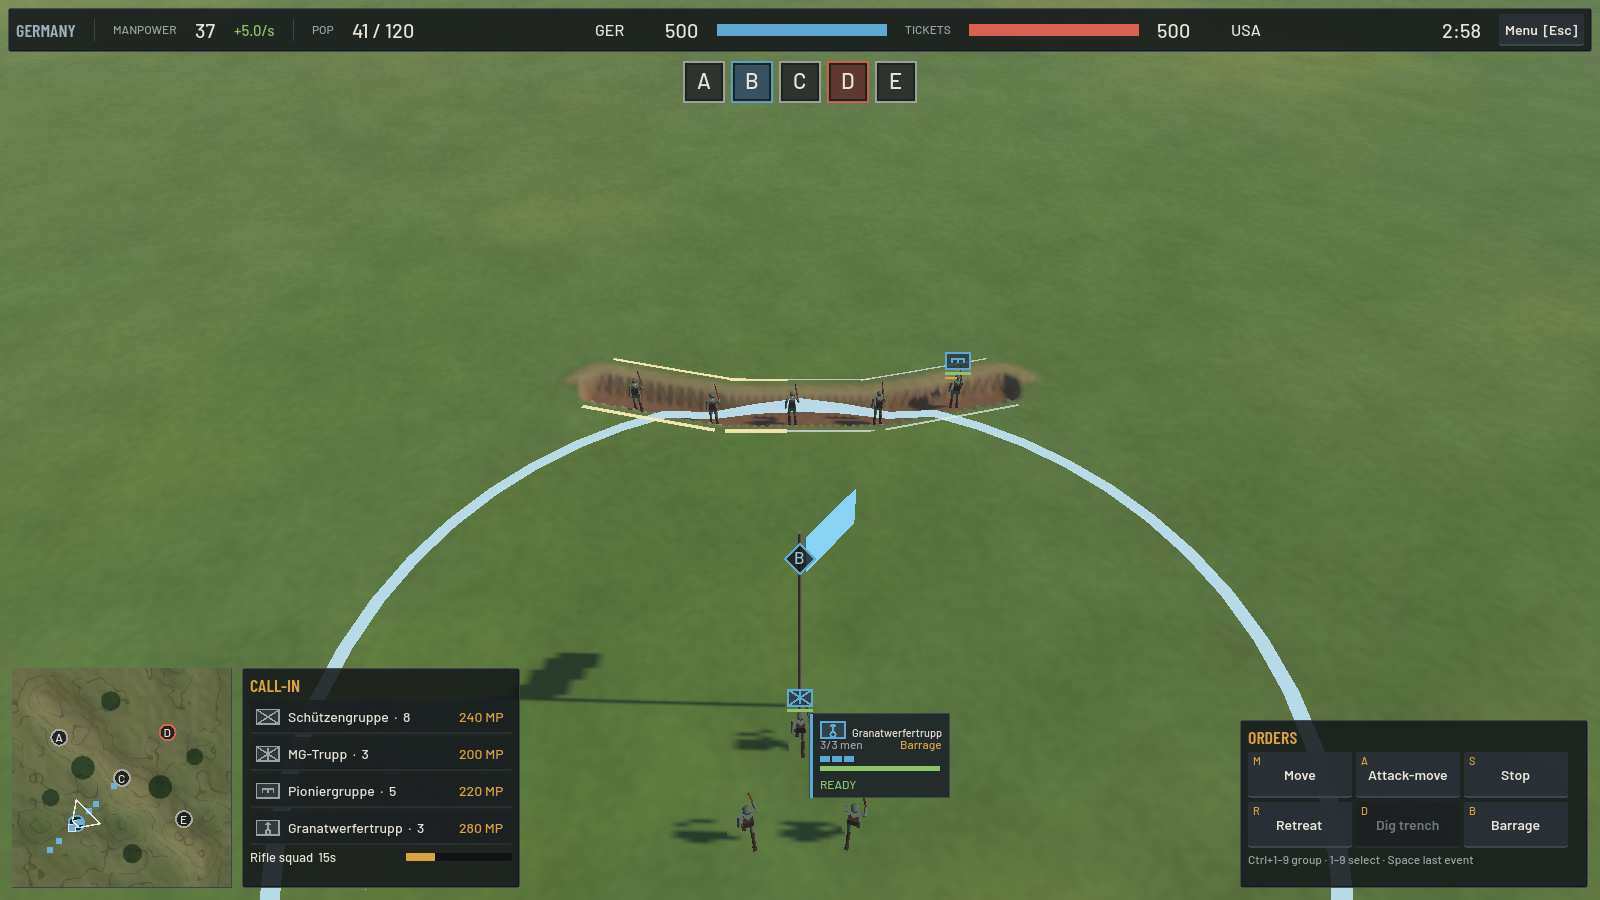 GERMANY MANPOWER 37 +5.0/s POP 41 / 120 GER 500 TICKETS 500 USA 2:58 Menu [Esc]
A B C D E
B
Granatwerfertrupp
3/3 men Barrage
READY
A
D
C
E
CALL-IN
Schützengruppe · 8 240 MP
MG-Trupp · 3 200 MP
Pioniergruppe · 5 220 MP
Granatwerfertrupp · 3 280 MP
Rifle squad 15s
ORDERS
M Move A Attack-move S Stop
R Retreat D Dig trench B Barrage
Ctrl+1-9 group · 1-9 select · Space last event